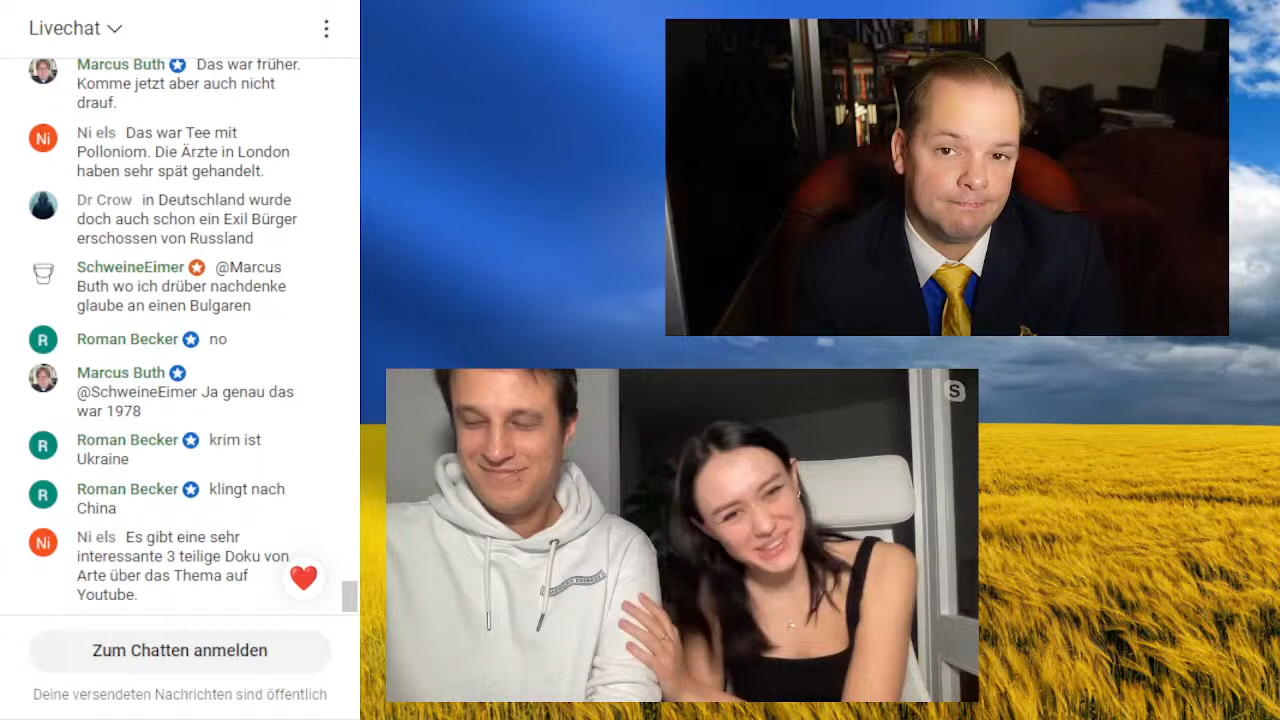 Livechat
Marcus Buth Das war früher.
Komme jetzt aber auch nicht
drauf.
Ni els Das war Tee mit
Polloniom. Die Ärzte in London
haben sehr spät gehandelt.
Dr Crow in Deutschland wurde
doch auch schon ein Exil Bürger
erschossen von Russland
SchweineEimer @Marcus
Buth wo ich drüber nachdenke
glaube an einen Bulgaren
R Roman Becker no
Marcus Buth
@SchweineEimer Ja genau das
war 1978
R Roman Becker krim ist
Ukraine
R Roman Becker klingt nach
China
Ni Ni els Es gibt eine sehr
interessante 3 teilige Doku von
Arte über das Thema auf
Youtube.
Zum Chatten anmelden
Deine versendeten Nachrichten sind öffentlich
S